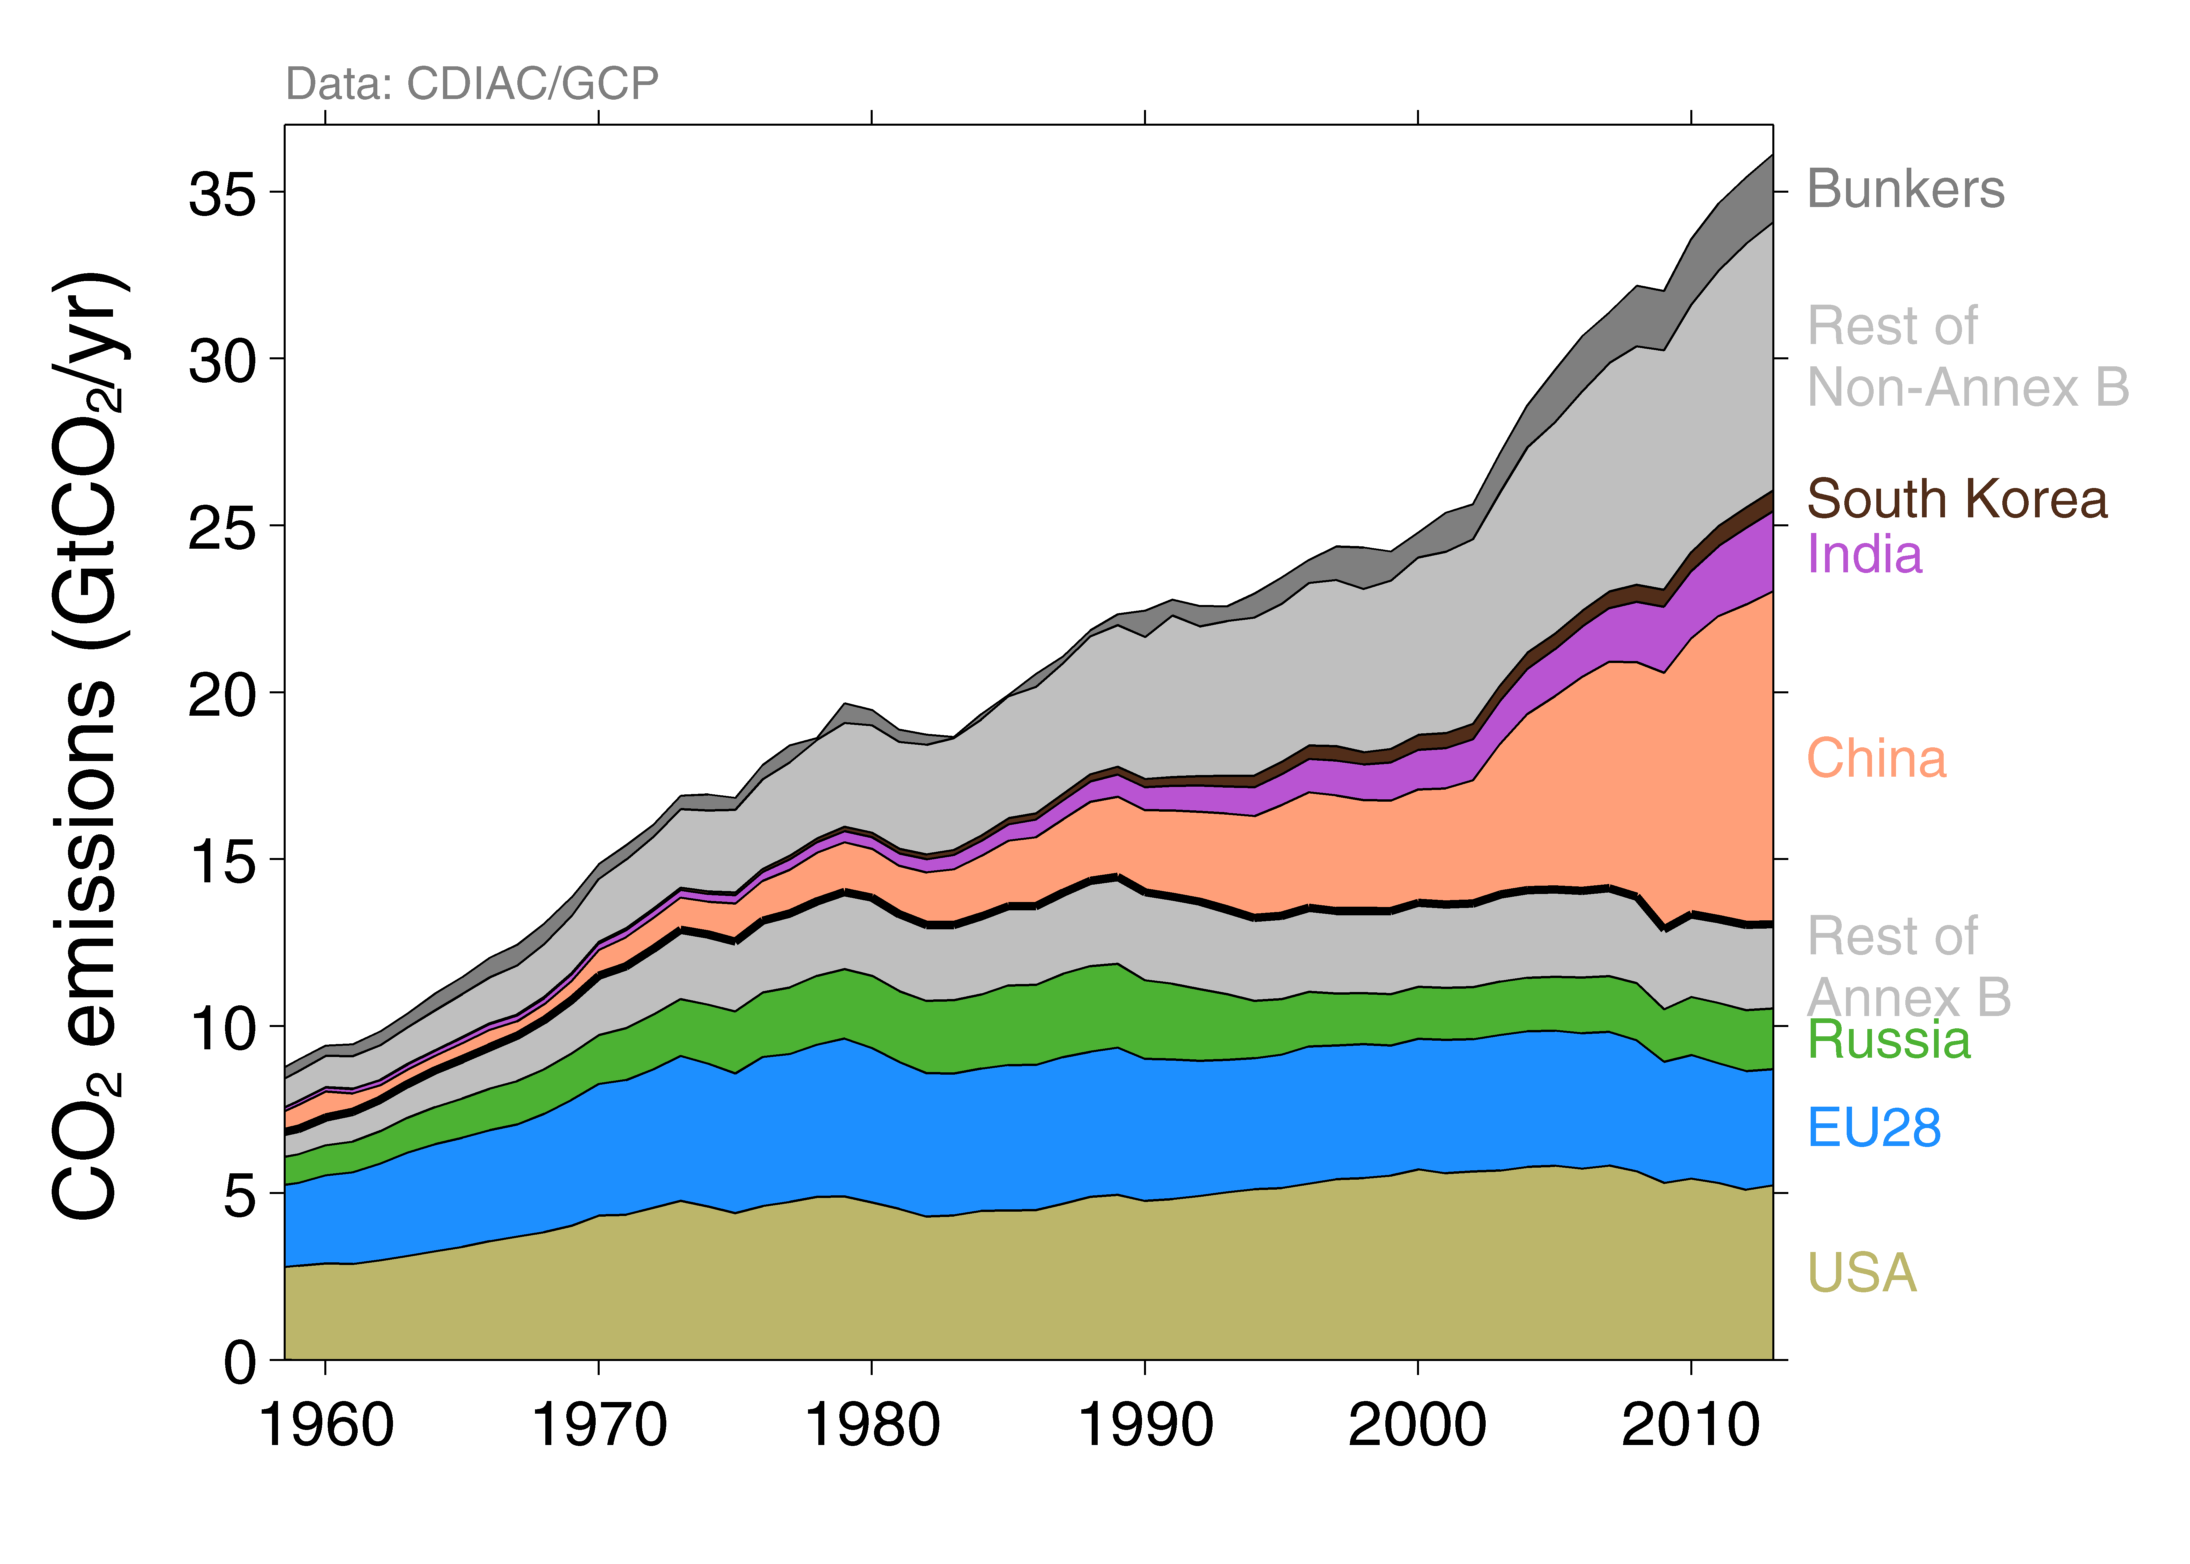 Data: CDIAC/GCP
CO₂ emissions (GtCO₂/yr)
35
30
25
20
15
10
5
0
1960 1970 1980 1990 2000 2010
Bunkers
Rest of
Non-Annex B
South Korea
India
China
Rest of
Annex B
Russia
EU28
USA